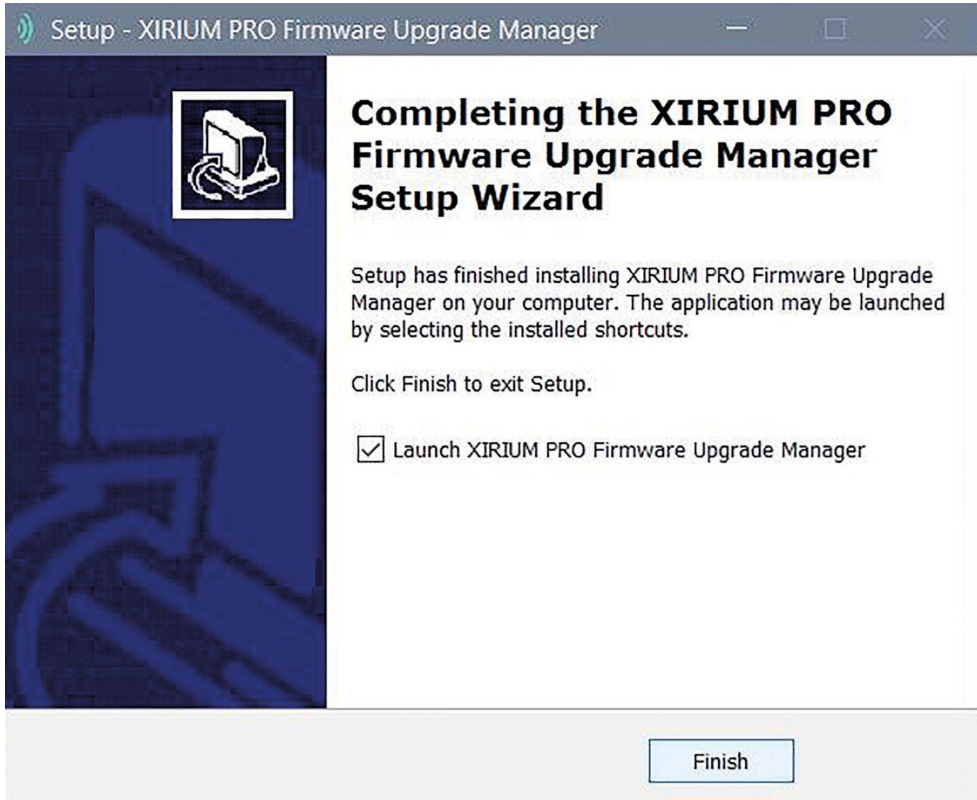 Setup - XIRIUM PRO Firmware Upgrade Manager
Completing the XIRIUM PRO
Firmware Upgrade Manager
Setup Wizard
Setup has finished installing XIRIUM PRO Firmware Upgrade
Manager on your computer. The application may be launched
by selecting the installed shortcuts.
Click Finish to exit Setup.
Launch XIRIUM PRO Firmware Upgrade Manager
Finish